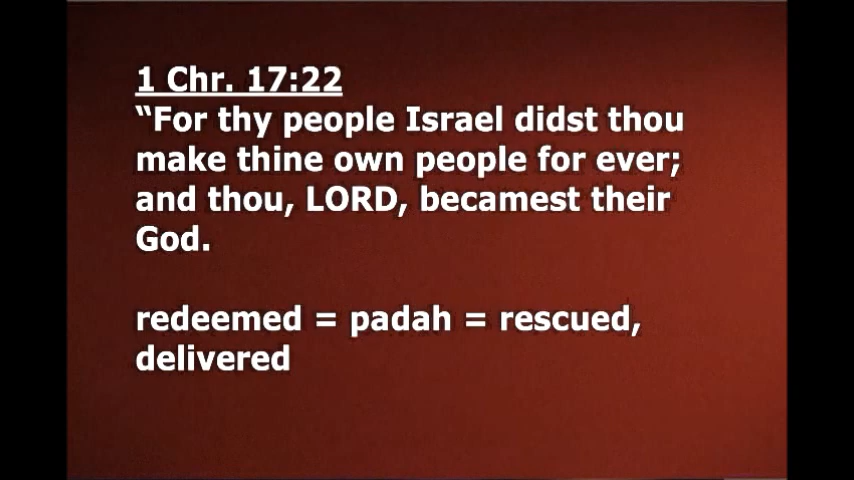 1 Chr. 17:22
“For thy people Israel didst thou
make thine own people for ever;
and thou, LORD, becamest their
God.
redeemed = padah = rescued,
delivered